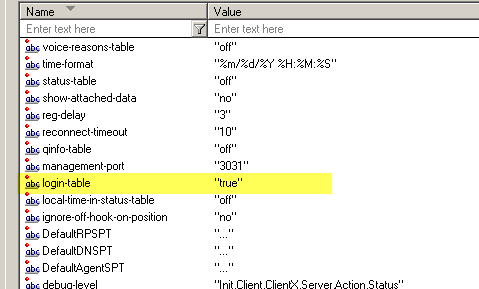 Name Value
Enter text here Enter text here
abc voice-reasons-table "off"
abc time-format "%m/%d/%Y %H:%M:%S"
abc status-table "off"
abc show-attached-data "no"
abc reg-delay "3"
abc reconnect-timeout "10"
abc qinfo-table "off"
abc management-port "3031"
abc login-table "true"
abc local-time-in-status-table "off"
abc ignore-off-hook-on-position "no"
abc DefaultRPSPT "..."
abc DefaultDNSPT "..."
abc DefaultAgentSPT "..."
abc debug-level "Init,Client,ClientX,Server,Action,Status"